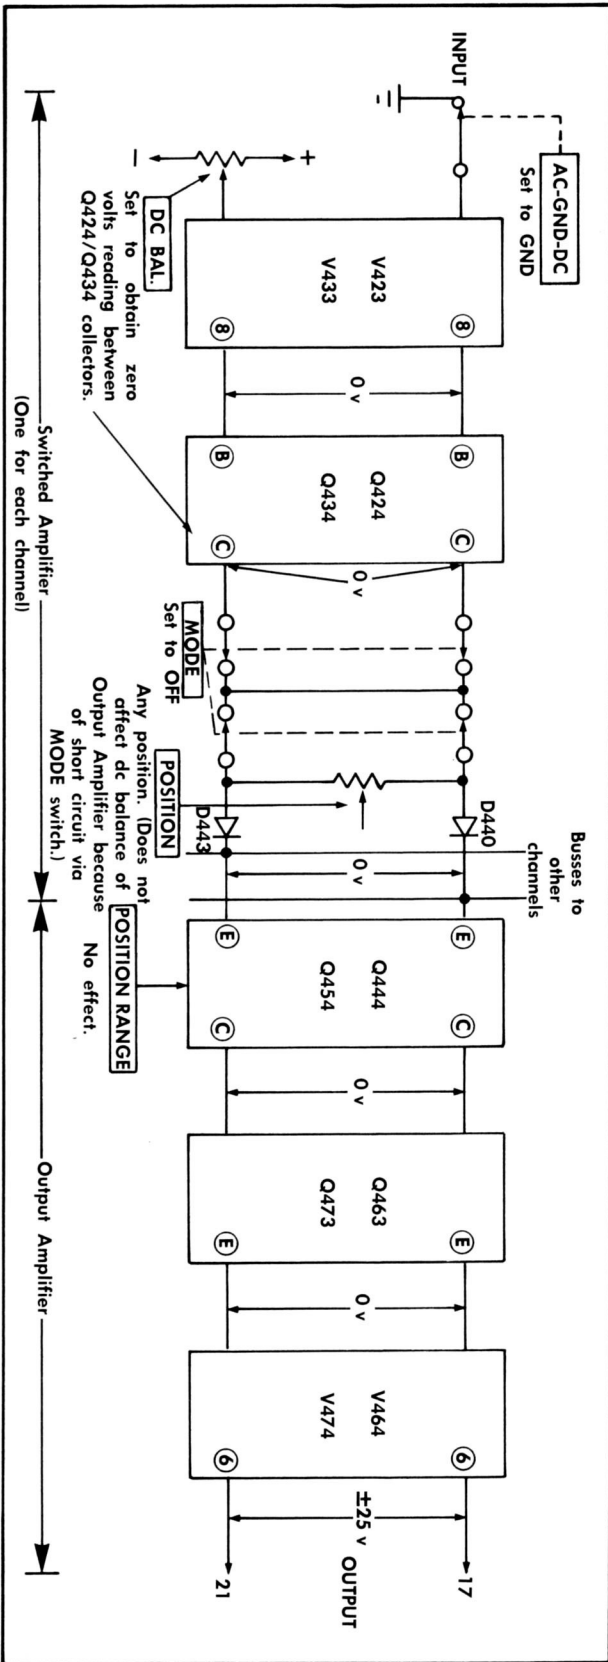 INPUT
AC-GND-DC
Set to GND
+
−
DC BAL.
Set to obtain zero
volts reading between
Q424/Q434 collectors.
V423
V433
8
8
0 v
B
B
Q424
Q434
C
C
0 v
MODE
Set to OFF
POSITION
Any position. (Does not
affect dc balance of
Output Amplifier because
of short circuit via
MODE switch.)
D440
D443
Busses to
other
channels
0 v
E
E
Q444
Q454
C
C
POSITION RANGE
No effect.
0 v
Q463
Q473
E
E
0 v
V464
V474
6
6
±25 v
OUTPUT
17
21
Switched Amplifier
(One for each channel)
Output Amplifier